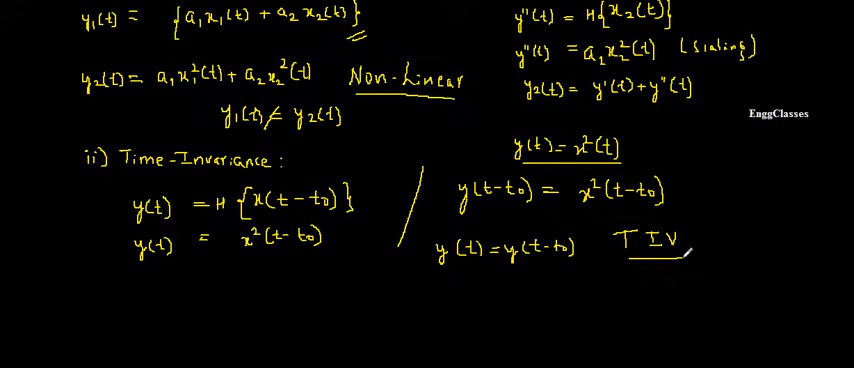 y₁(t) = {a₁x₁(t) + a₂x₂(t)}
y₂(t) = a₁x₁²(t) + a₂x₂²(t) Non-Linear
y₁(t) ≠ y₂(t)
y''(t) = H{x₂(t)}
y''(t) = a₂x₂²(t) (scaling)
y₂(t) = y'(t) + y''(t)
EnggClasses
ii) Time-Invariance :
y(t) = H {x(t - t₀)}
y(t) = x²(t - t₀)
y(t) = x²(t)
y(t-t₀) = x²(t-t₀)
y(t) = y(t-t₀) TIV